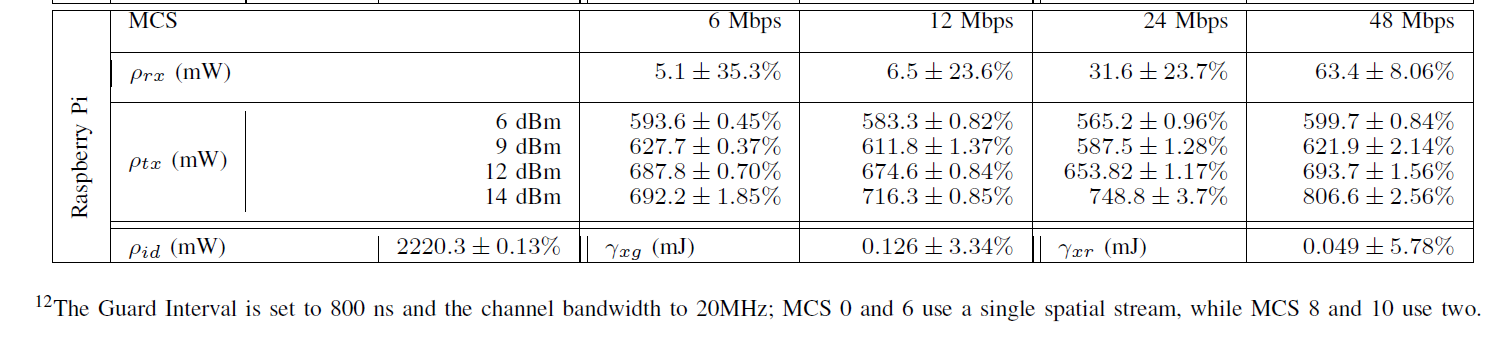 MCS 6 Mbps 12 Mbps 24 Mbps 48 Mbps
Raspberry Pi
ρrx (mW) 5.1 ± 35.3% 6.5 ± 23.6% 31.6 ± 23.7% 63.4 ± 8.06%
6 dBm 593.6 ± 0.45% 583.3 ± 0.82% 565.2 ± 0.96% 599.7 ± 0.84%
9 dBm 627.7 ± 0.37% 611.8 ± 1.37% 587.5 ± 1.28% 621.9 ± 2.14%
ρtx (mW)
12 dBm 687.8 ± 0.70% 674.6 ± 0.84% 653.82 ± 1.17% 693.7 ± 1.56%
14 dBm 692.2 ± 1.85% 716.3 ± 0.85% 748.8 ± 3.7% 806.6 ± 2.56%
ρid (mW) 2220.3 ± 0.13% γxg (mJ) 0.126 ± 3.34% γxr (mJ) 0.049 ± 5.78%
12The Guard Interval is set to 800 ns and the channel bandwidth to 20MHz; MCS 0 and 6 use a single spatial stream, while MCS 8 and 10 use two.